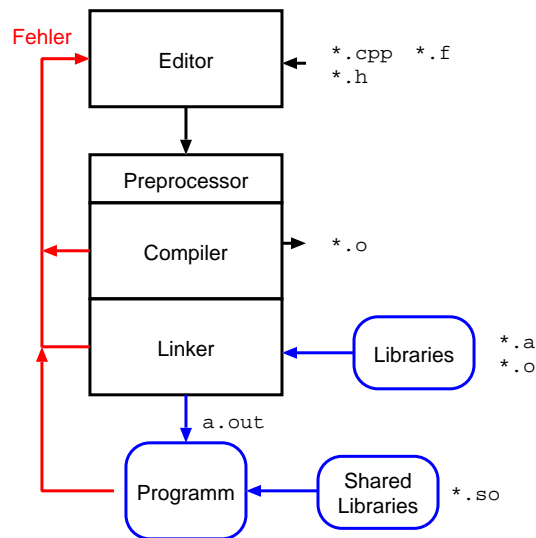 Fehler
Editor
*.cpp *.f
*.h
Preprocessor
Compiler
*.o
Linker
Libraries
*.a
*.o
a.out
Programm
Shared
Libraries
*.so